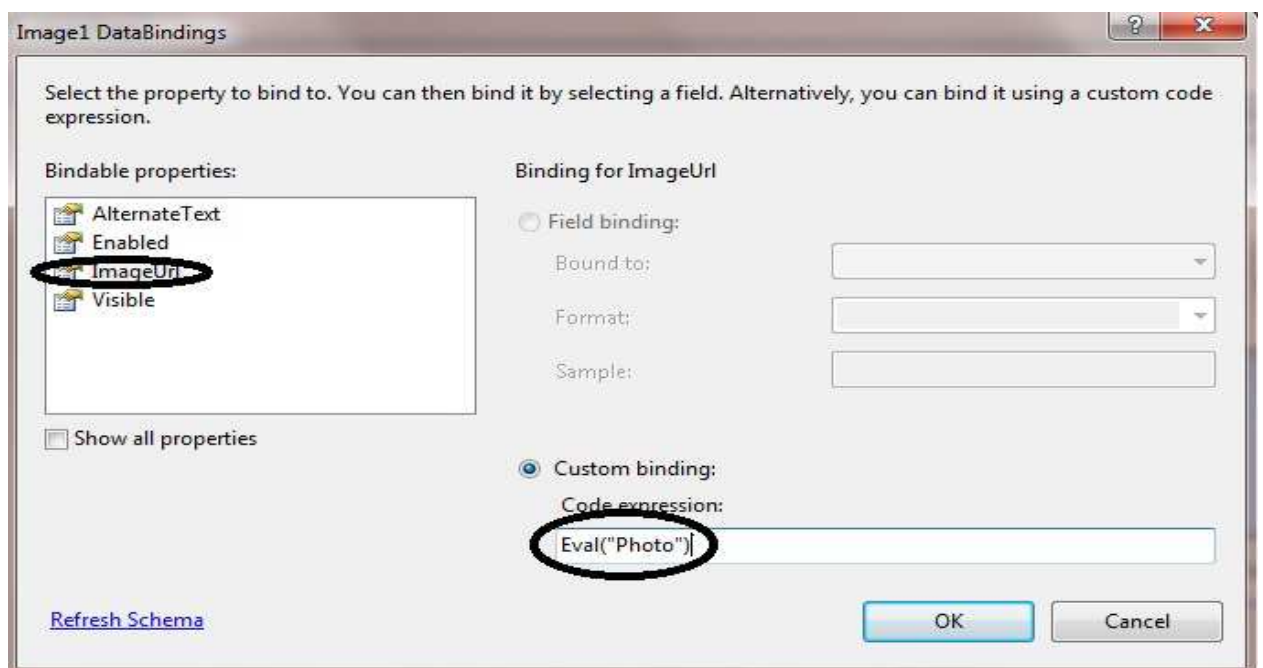 Image1 DataBindings
Select the property to bind to. You can then bind it by selecting a field. Alternatively, you can bind it using a custom code
expression.
Bindable properties:
AlternateText
Enabled
ImageUrl
Visible
Show all properties
Binding for ImageUrl
Field binding:
Bound to:
Format:
Sample:
Custom binding:
Code expression:
Eval("Photo")
Refresh Schema
OK
Cancel